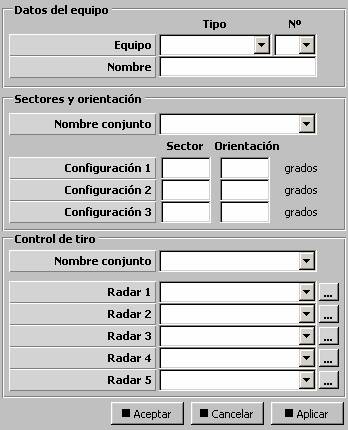 Datos del equipo
Tipo Nº
Equipo
Nombre
Sectores y orientación
Nombre conjunto
Sector Orientación
Configuración 1 grados
Configuración 2 grados
Configuración 3 grados
Control de tiro
Nombre conjunto
Radar 1 ...
Radar 2 ...
Radar 3 ...
Radar 4 ...
Radar 5 ...
Aceptar Cancelar Aplicar